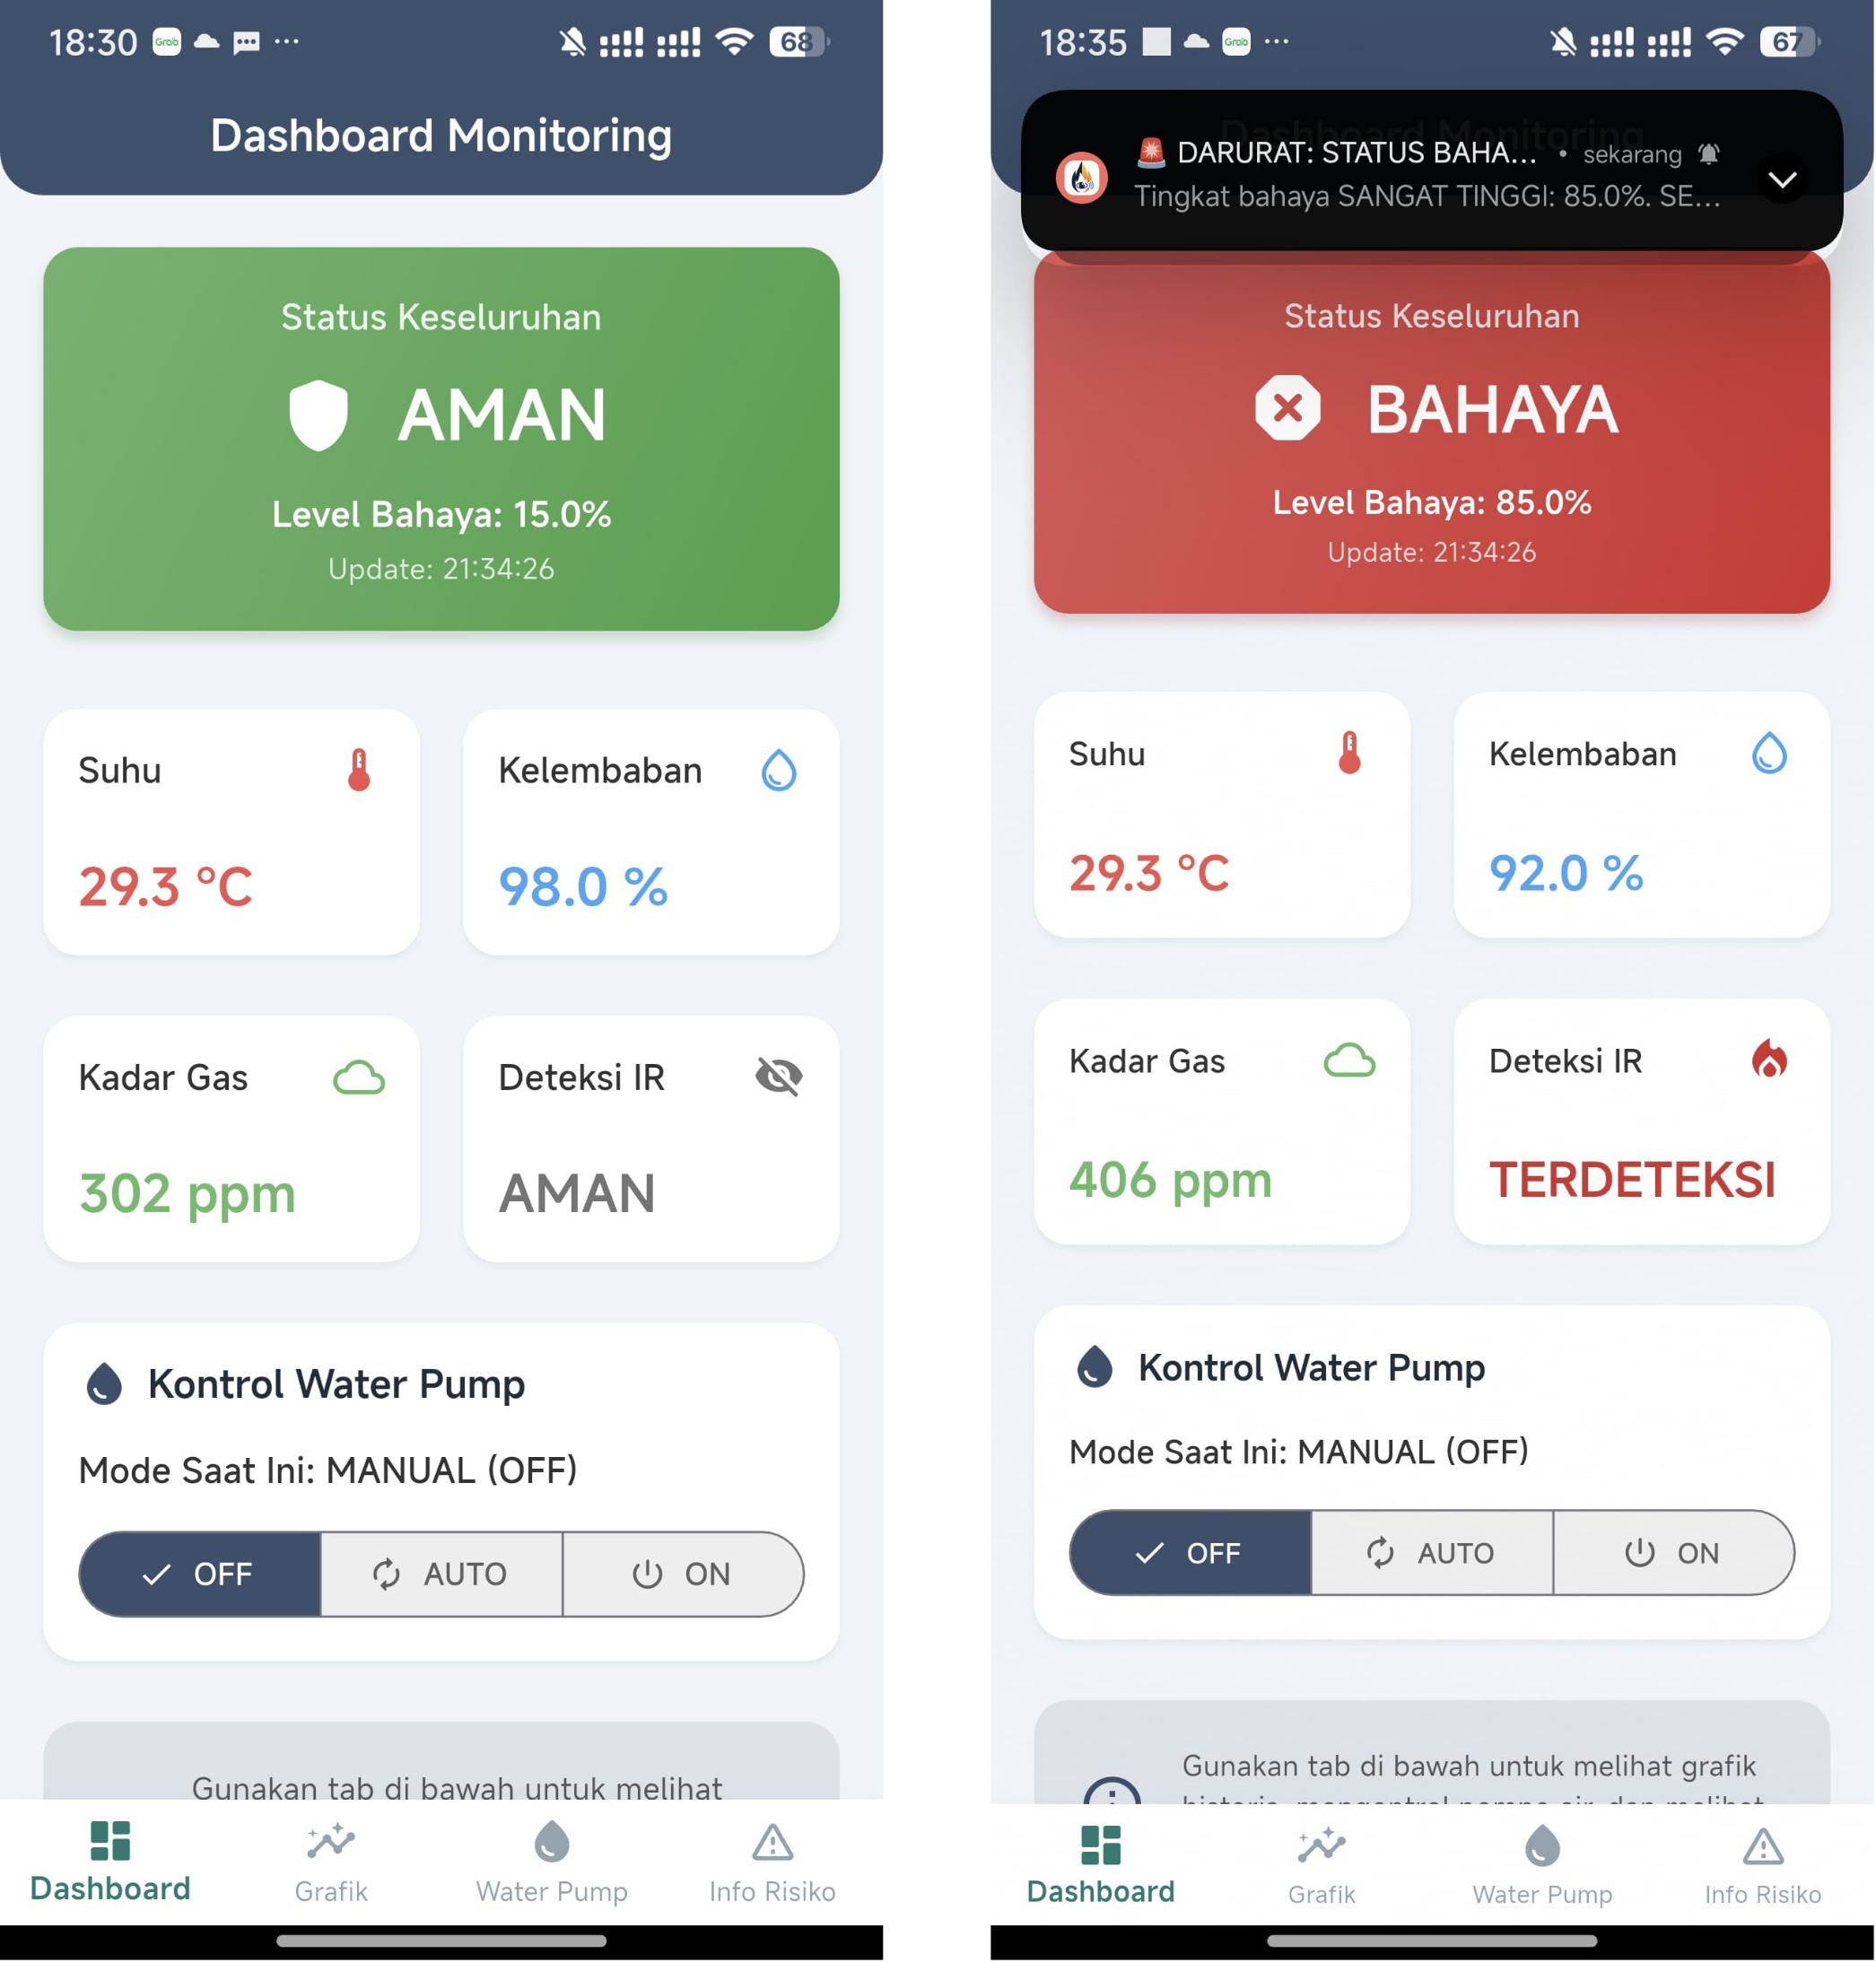 18:30
Grob
68
Dashboard Monitoring
Status Keseluruhan
AMAN
Level Bahaya: 15.0%
Update: 21:34:26
Suhu
Kelembaban
29.3 °C
98.0 %
Kadar Gas
Deteksi IR
302 ppm
AMAN
Kontrol Water Pump
Mode Saat Ini: MANUAL (OFF)
OFF
AUTO
ON
Gunakan tab di bawah untuk melihat
Dashboard
Grafik
Water Pump
Info Risiko
18:35
Grob
67
Dashboard Monitoring
DARURAT: STATUS BAHA... • sekarang
Tingkat bahaya SANGAT TINGGI: 85.0%. SE...
Status Keseluruhan
BAHAYA
Level Bahaya: 85.0%
Update: 21:34:26
Suhu
Kelembaban
29.3 °C
92.0 %
Kadar Gas
Deteksi IR
406 ppm
TERDETEKSI
Kontrol Water Pump
Mode Saat Ini: MANUAL (OFF)
OFF
AUTO
ON
Gunakan tab di bawah untuk melihat grafik
Dashboard
Grafik
Water Pump
Info Risiko